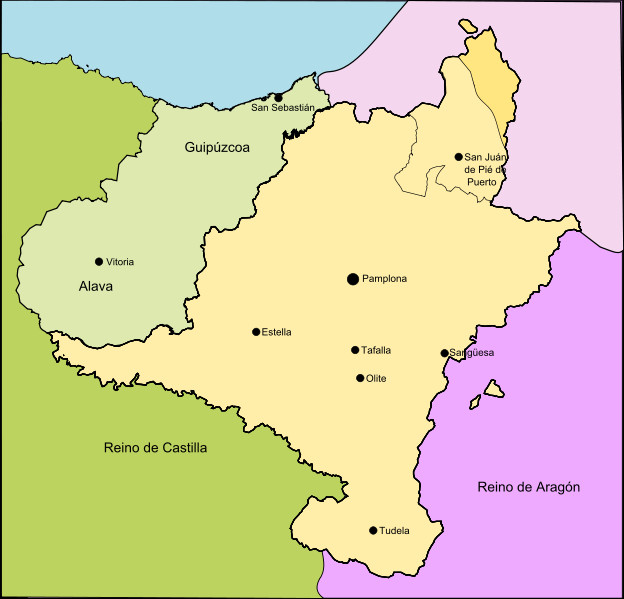 San Sebastián
Guipúzcoa
San Juán
de Pié de
Puerto
Vitoria
Alava
Pamplona
Estella
Tafalla
Sangüesa
Olite
Reino de Castilla
Reino de Aragón
Tudela